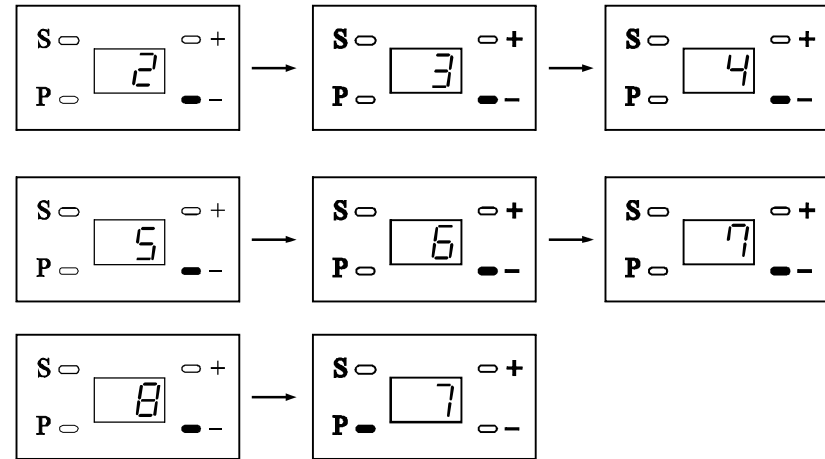 S + S + S +
2 3 4
P - P - P -
S + S + S +
5 6 7
P - P - P -
S + S +
8 7
P - P -